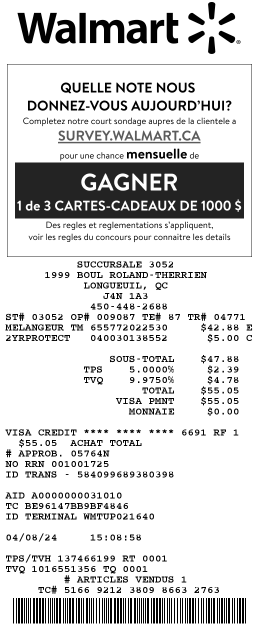 Walmart
QUELLE NOTE NOUS
DONNEZ-VOUS AUJOURD'HUI?
Completez notre court sondage aupres de la clientele a
SURVEY.WALMART.CA
pour une chance mensuelle de
GAGNER
1 de 3 CARTES-CADEAUX DE 1000 $
Des regles et reglementations s'appliquent,
voir les regles du concours pour connaitre les details
SUCCURSALE 3052
1999 BOUL ROLAND-THERRIEN
LONGUEUIL, QC
J4N 1A3
450-448-2688
ST# 03052 OP# 009087 TE# 87 TR# 04771
MELANGEUR TM 655772022530 $42.88 E
2YRPROTECT 040030138552 $5.00 C
SOUS-TOTAL $47.88
TPS 5.0000% $2.39
TVQ 9.9750% $4.78
TOTAL $55.05
VISA PMNT $55.05
MONNAIE $0.00
VISA CREDIT **** **** **** 6691 RF 1
$55.05 ACHAT TOTAL
# APPROB. 05764N
NO RRN 001001725
ID TRANS - 584099689380398
AID A0000000031010
TC BE96147BB9BF4846
ID TERMINAL WMTUP021640
04/08/24 15:08:58
TPS/TVH 137466199 RT 0001
TVQ 1016551356 TQ 0001
# ARTICLES VENDUS 1
TC# 5166 9212 3809 8663 2763